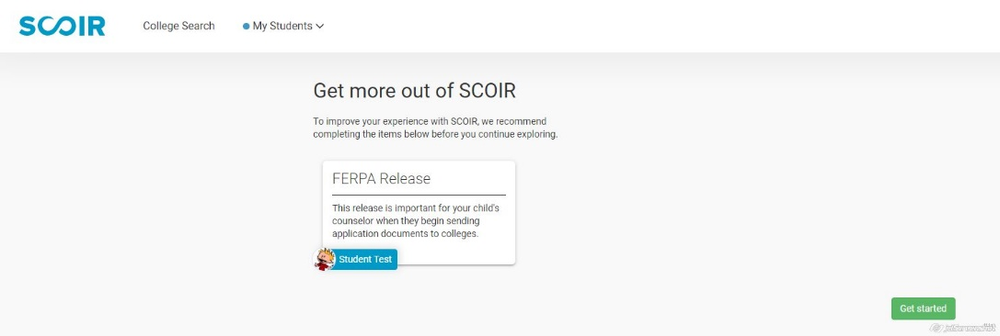 SCOIR
College Search
My Students
Get more out of SCOIR
To improve your experience with SCOIR, we recommend
completing the items below before you continue exploring.
FERPA Release
This release is important for your child's
counselor when they begin sending
application documents to colleges.
Student Test
Get started